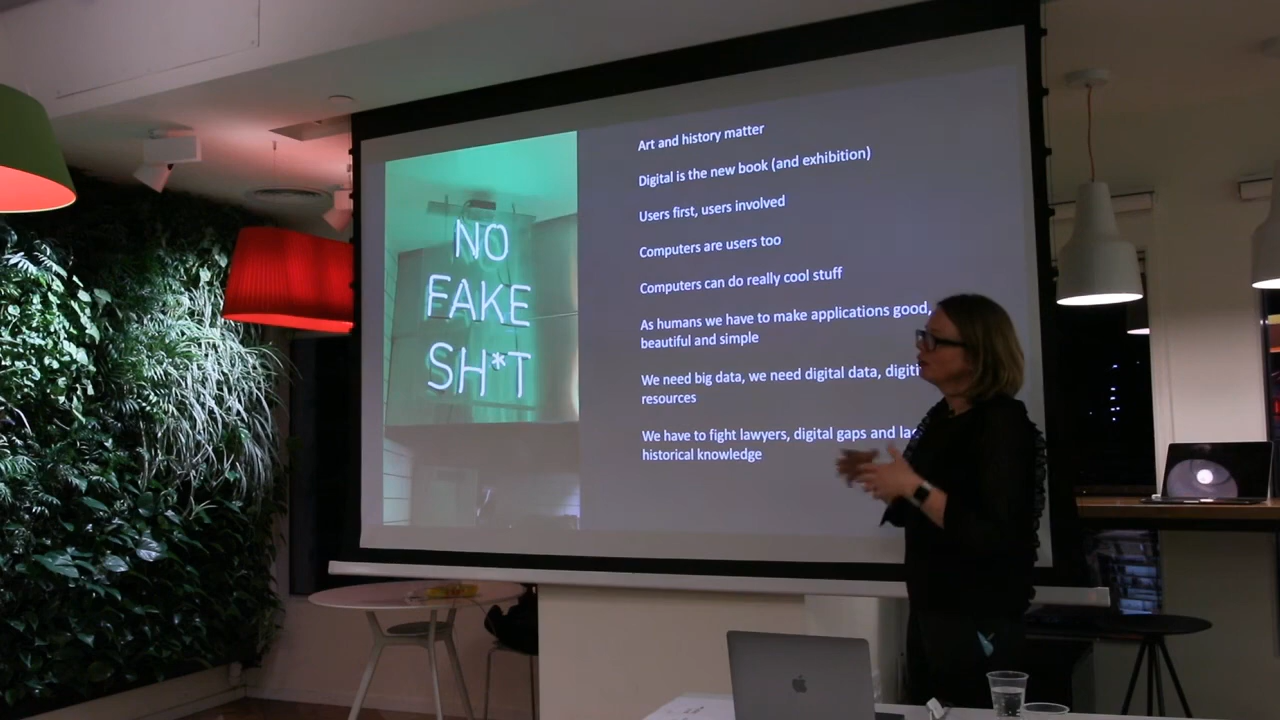 NO
FAKE
SH*T
Art and history matter
Digital is the new book (and exhibition)
Users first, users involved
Computers are users too
Computers can do really cool stuff
As humans we have to make applications good,
beautiful and simple
We need big data, we need digital data,
resources
We have to fight lawyers, digital gaps and
historical knowledge